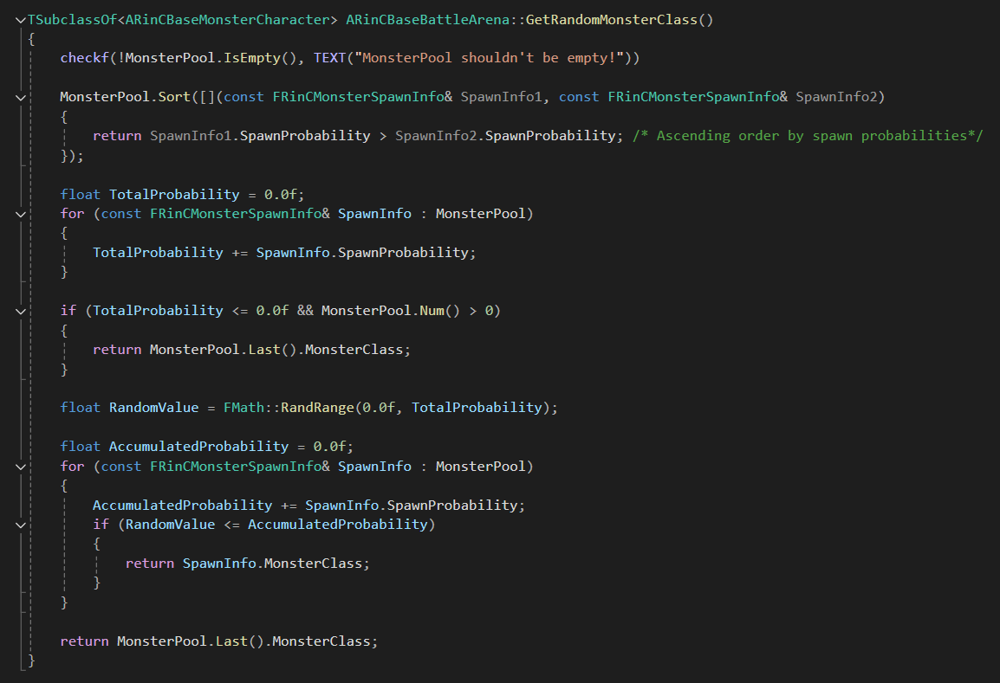 TSubclassOf<ARinCBaseMonsterCharacter> ARinCBaseBattleArena::GetRandomMonsterClass()
{
    checkf(!MonsterPool.IsEmpty(), TEXT("MonsterPool shouldn't be empty!"))

    MonsterPool.Sort([](const FRinCMonsterSpawnInfo& SpawnInfo1, const FRinCMonsterSpawnInfo& SpawnInfo2)
    {
        return SpawnInfo1.SpawnProbability > SpawnInfo2.SpawnProbability; /* Ascending order by spawn probabilities*/
    });

    float TotalProbability = 0.0f;
    for (const FRinCMonsterSpawnInfo& SpawnInfo : MonsterPool)
    {
        TotalProbability += SpawnInfo.SpawnProbability;
    }

    if (TotalProbability <= 0.0f && MonsterPool.Num() > 0)
    {
        return MonsterPool.Last().MonsterClass;
    }

    float RandomValue = FMath::RandRange(0.0f, TotalProbability);

    float AccumulatedProbability = 0.0f;
    for (const FRinCMonsterSpawnInfo& SpawnInfo : MonsterPool)
    {
        AccumulatedProbability += SpawnInfo.SpawnProbability;
        if (RandomValue <= AccumulatedProbability)
        {
            return SpawnInfo.MonsterClass;
        }
    }

    return MonsterPool.Last().MonsterClass;
}